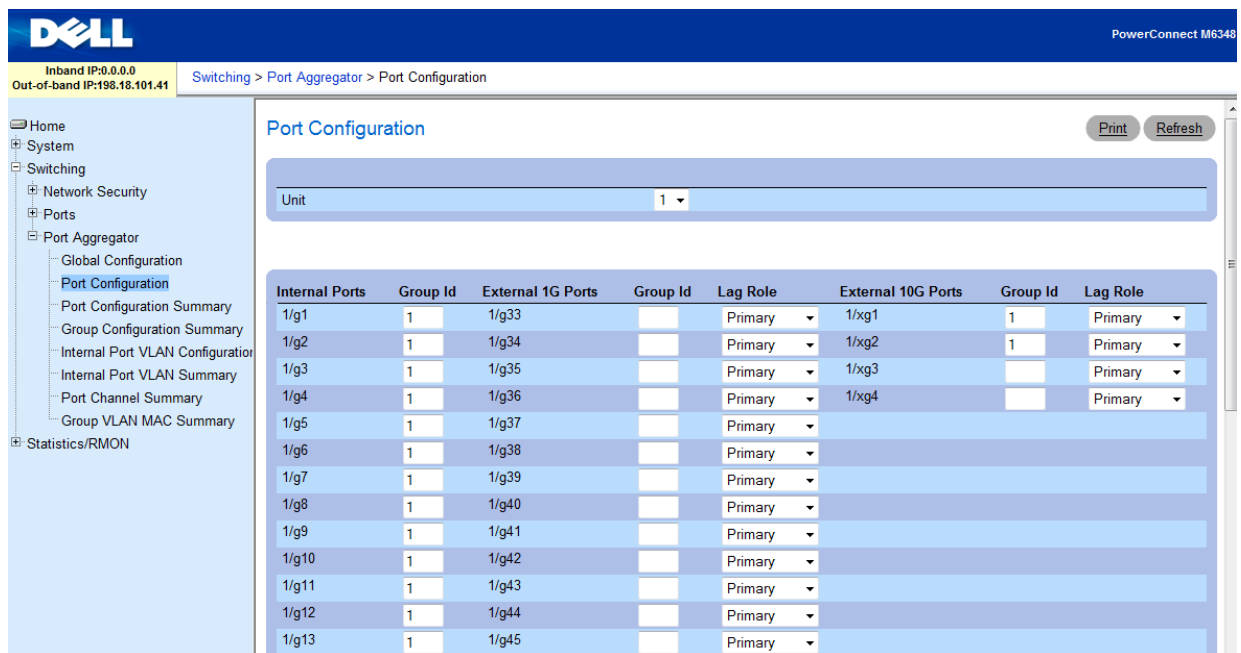 DELL
PowerConnect M6348
Inband IP:0.0.0.0
Out-of-band IP:198.18.101.41
Switching > Port Aggregator > Port Configuration
Home
System
Switching
Network Security
Ports
Port Aggregator
Global Configuration
Port Configuration
Port Configuration Summary
Group Configuration Summary
Internal Port VLAN Configuration
Internal Port VLAN Summary
Port Channel Summary
Group VLAN MAC Summary
Statistics/RMON
Port Configuration
Print Refresh
Unit 1
Internal Ports Group Id External 1G Ports Group Id Lag Role External 10G Ports Group Id Lag Role
1/g1 1 1/g33 Primary 1/xg1 1 Primary
1/g2 1 1/g34 Primary 1/xg2 1 Primary
1/g3 1 1/g35 Primary 1/xg3 Primary
1/g4 1 1/g36 Primary 1/xg4 Primary
1/g5 1 1/g37 Primary
1/g6 1 1/g38 Primary
1/g7 1 1/g39 Primary
1/g8 1 1/g40 Primary
1/g9 1 1/g41 Primary
1/g10 1 1/g42 Primary
1/g11 1 1/g43 Primary
1/g12 1 1/g44 Primary
1/g13 1 1/g45 Primary